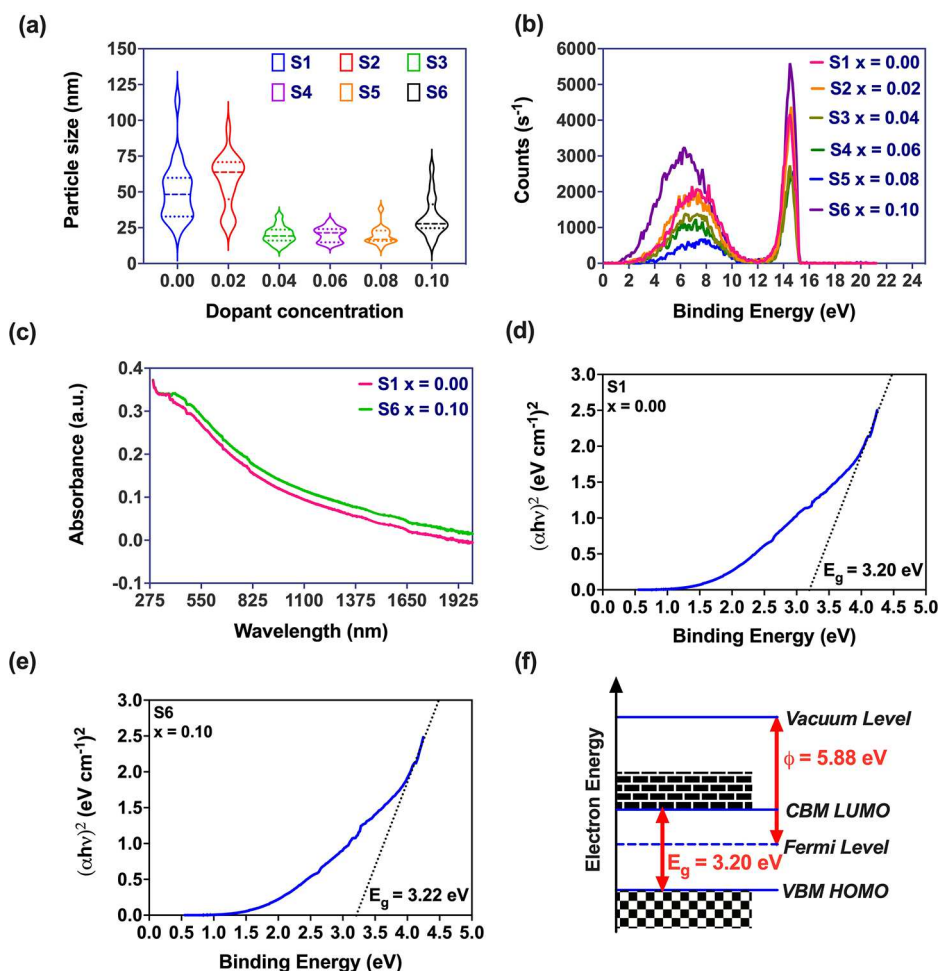 (a)
150
125
100
75
50
25
0
Particle size (nm)
S1 S2 S3
S4 S5 S6
0.00 0.02 0.04 0.06 0.08 0.10
Dopant concentration
(b)
6000
5000
4000
3000
2000
1000
0
Counts (s⁻¹)
S1 x = 0.00
S2 x = 0.02
S3 x = 0.04
S4 x = 0.06
S5 x = 0.08
S6 x = 0.10
0 2 4 6 8 10 12 14 16 18 20 22 24
Binding Energy (eV)
(c)
0.4
0.3
0.2
0.1
0.0
-0.1
Absorbance (a.u.)
S1 x = 0.00
S6 x = 0.10
275 550 825 1100 1375 1650 1925
Wavelength (nm)
(d)
3.0
2.5
2.0
1.5
1.0
0.5
0.0
(αhν)² (eV cm⁻¹)²
S1
x = 0.00
Eg = 3.20 eV
0.0 0.5 1.0 1.5 2.0 2.5 3.0 3.5 4.0 4.5 5.0
Binding Energy (eV)
(e)
3.0
2.5
2.0
1.5
1.0
0.5
0.0
(αhν)² (eV cm⁻¹)²
S6
x = 0.10
Eg = 3.22 eV
0.0 0.5 1.0 1.5 2.0 2.5 3.0 3.5 4.0 4.5 5.0
Binding Energy (eV)
(f)
Electron Energy
Vacuum Level
ϕ = 5.88 eV
CBM LUMO
Fermi Level
Eg = 3.20 eV
VBM HOMO